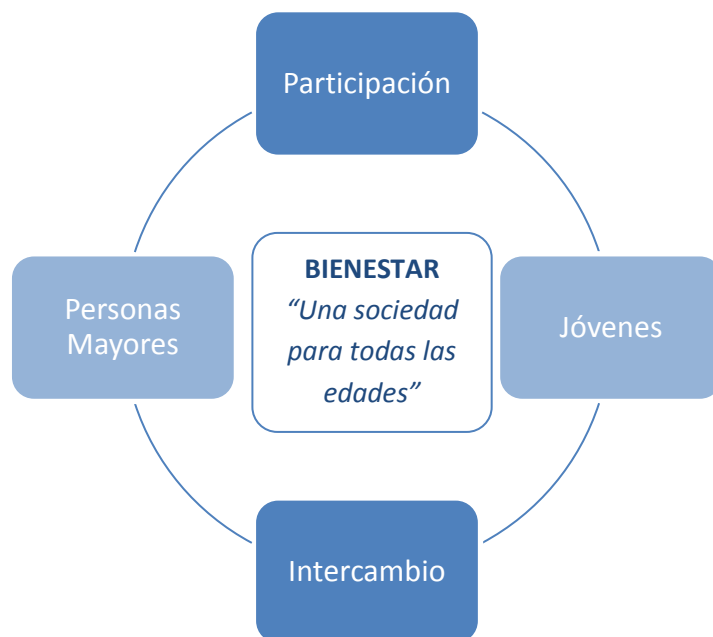 Participación
BIENESTAR
“Una sociedad
para todas las
edades”
Personas
Mayores
Jóvenes
Intercambio